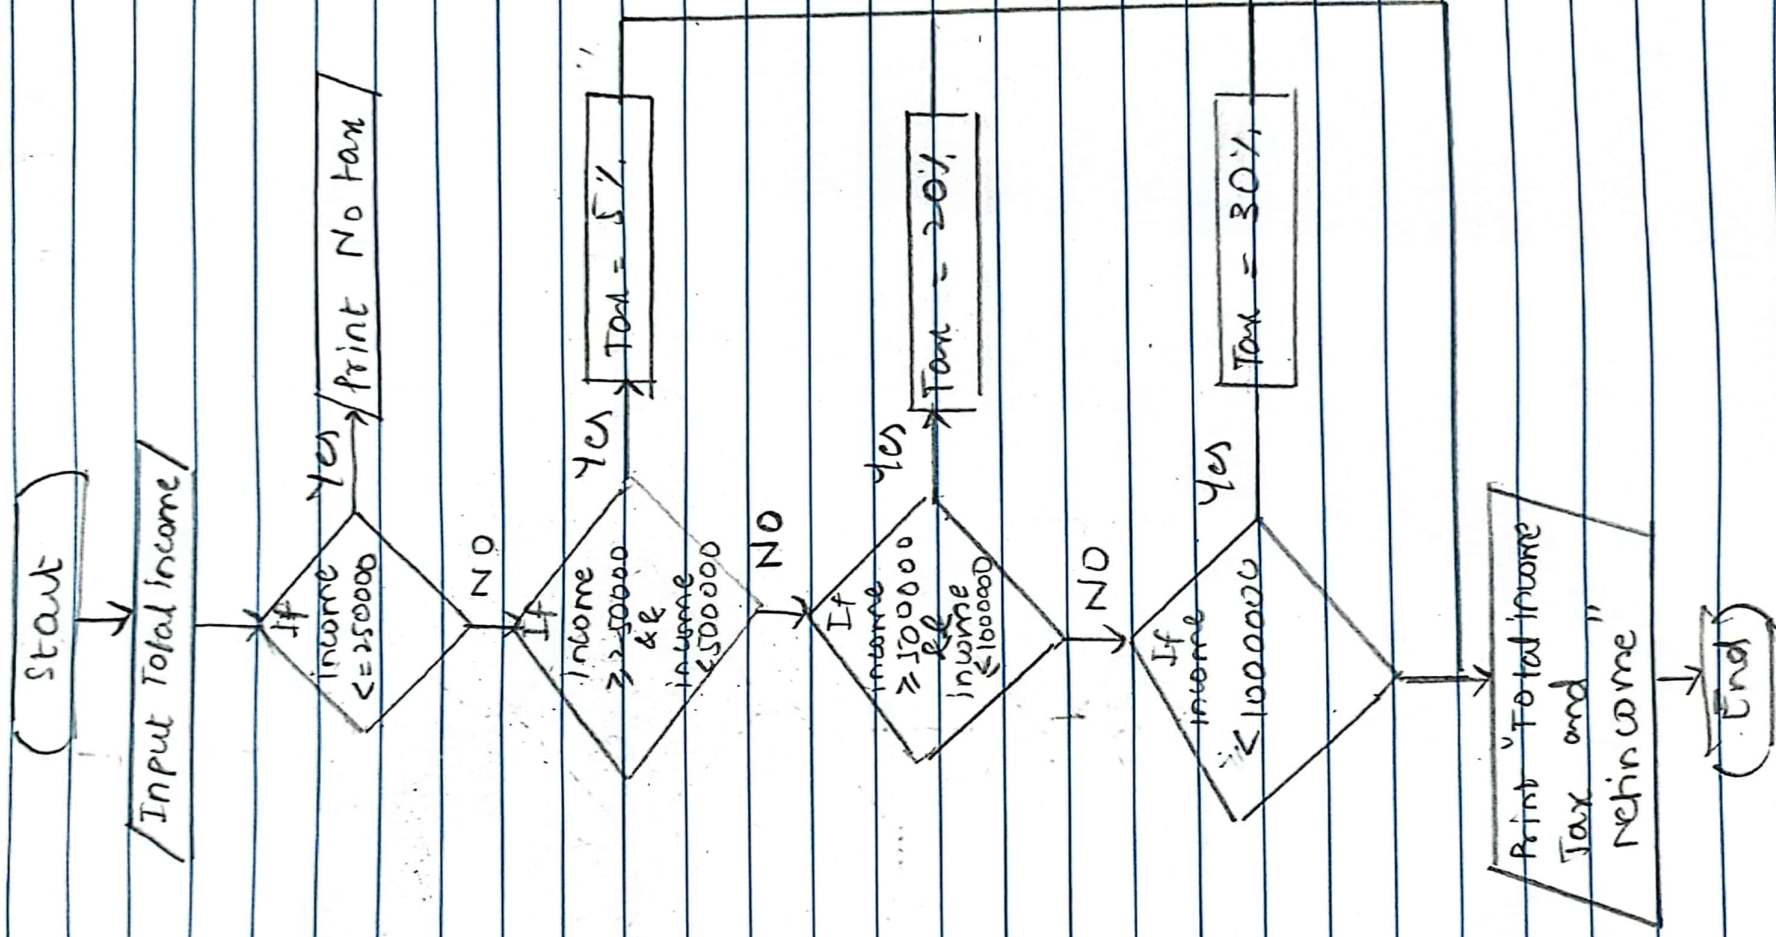 Start
Input Total income
If
income
<=250000
Yes
Print No tax
NO
If
income
≥250000
&&
income
≤500000
Yes
Tax = 5%
NO
If
income
≥500000
&&
income
≤1000000
Yes
Tax = 20%
NO
If
income
<1000000
Yes
Tax = 30%
Print "Total income
Tax and
netincome"
End